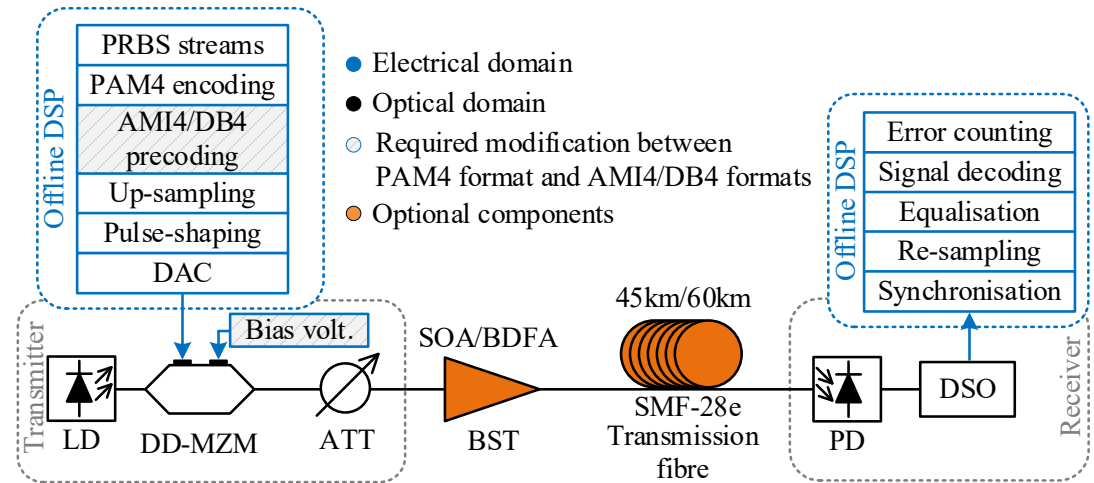 Offline DSP
PRBS streams
PAM4 encoding
AMI4/DB4
precoding
Up-sampling
Pulse-shaping
DAC
Electrical domain
Optical domain
Required modification between
PAM4 format and AMI4/DB4 formats
Optional components
Offline DSP
Error counting
Signal decoding
Equalisation
Re-sampling
Synchronisation
Transmitter
Bias volt.
LD
DD-MZM
ATT
SOA/BDFA
BST
45km/60km
SMF-28e
Transmission
fibre
PD
DSO
Receiver